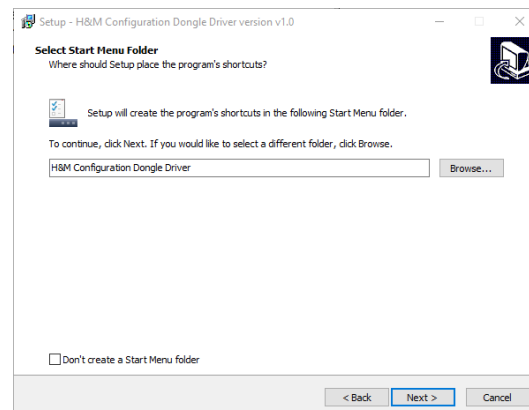 Setup - H&M Configuration Dongle Driver version v1.0
Select Start Menu Folder
Where should Setup place the program's shortcuts?
Setup will create the program's shortcuts in the following Start Menu folder.
To continue, click Next. If you would like to select a different folder, click Browse.
H&M Configuration Dongle Driver
Browse...
Don't create a Start Menu folder
< Back
Next >
Cancel